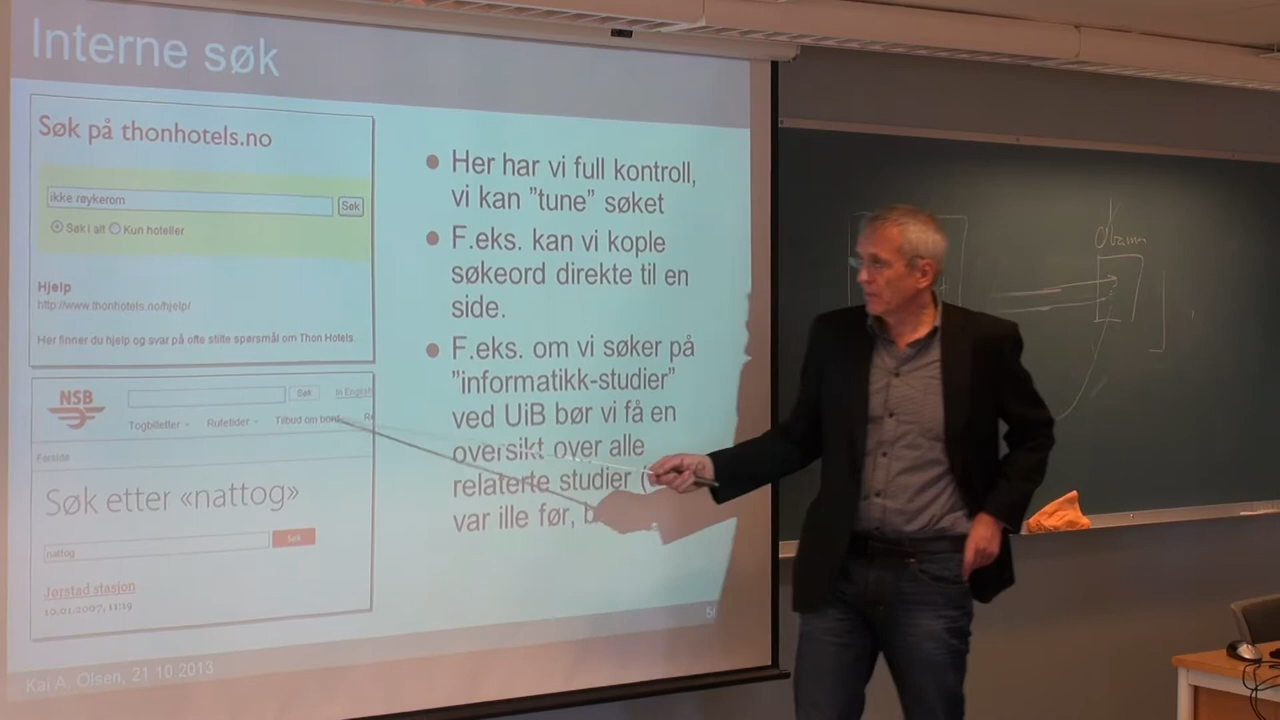 Interne søk
Søk på thonhotels.no
ikke røykerom
Søk
Søk i alt Kun hoteller
Hjelp
http://www.thonhotels.no/hjelp/
Her finner du hjelp og svar på ofte stilte spørsmål om Thon Hotels.
NSB
Søk
In English
Togbilletter
Rutetider
Tilbud om bord
Forside
Søk etter «nattog»
nattog
Søk
Jørstad stasjon
10.01.2007, 11:19
Her har vi full kontroll,
vi kan ”tune” søket
F.eks. kan vi kople
søkeord direkte til en
side.
F.eks. om vi søker på
”informatikk-studier”
ved UiB bør vi få en
oversikt over alle
relaterte studier (
var ille før, b
Kai A. Olsen, 21.10.2013